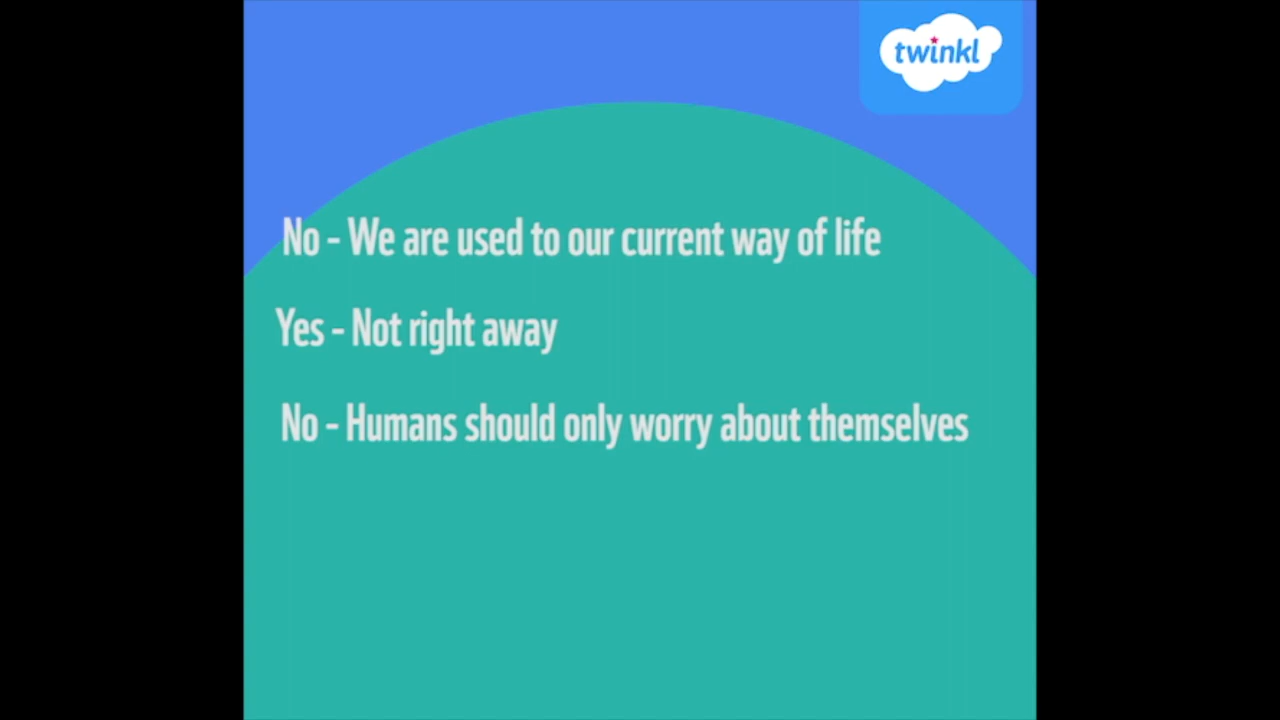 twinkl
No - We are used to our current way of life
Yes - Not right away
No - Humans should only worry about themselves